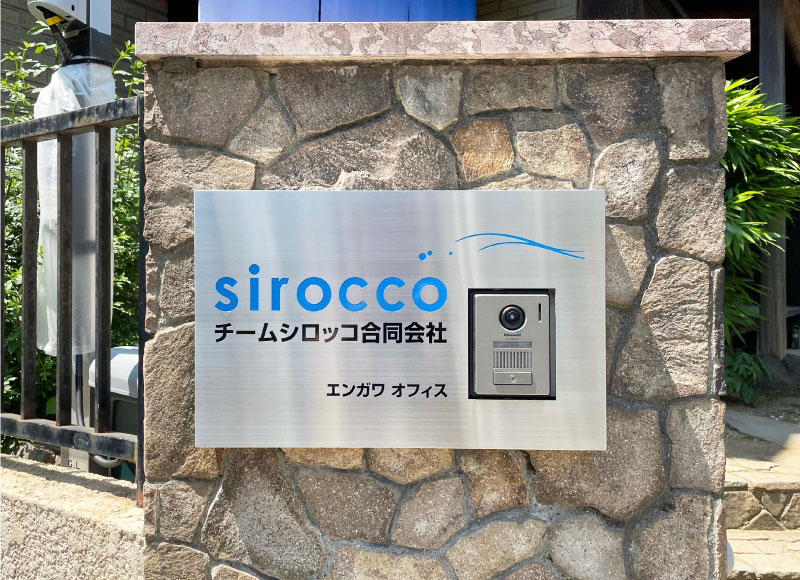 sirocco
チームシロッコ合同会社
Panasonic
エンガワ オフィス
G.L